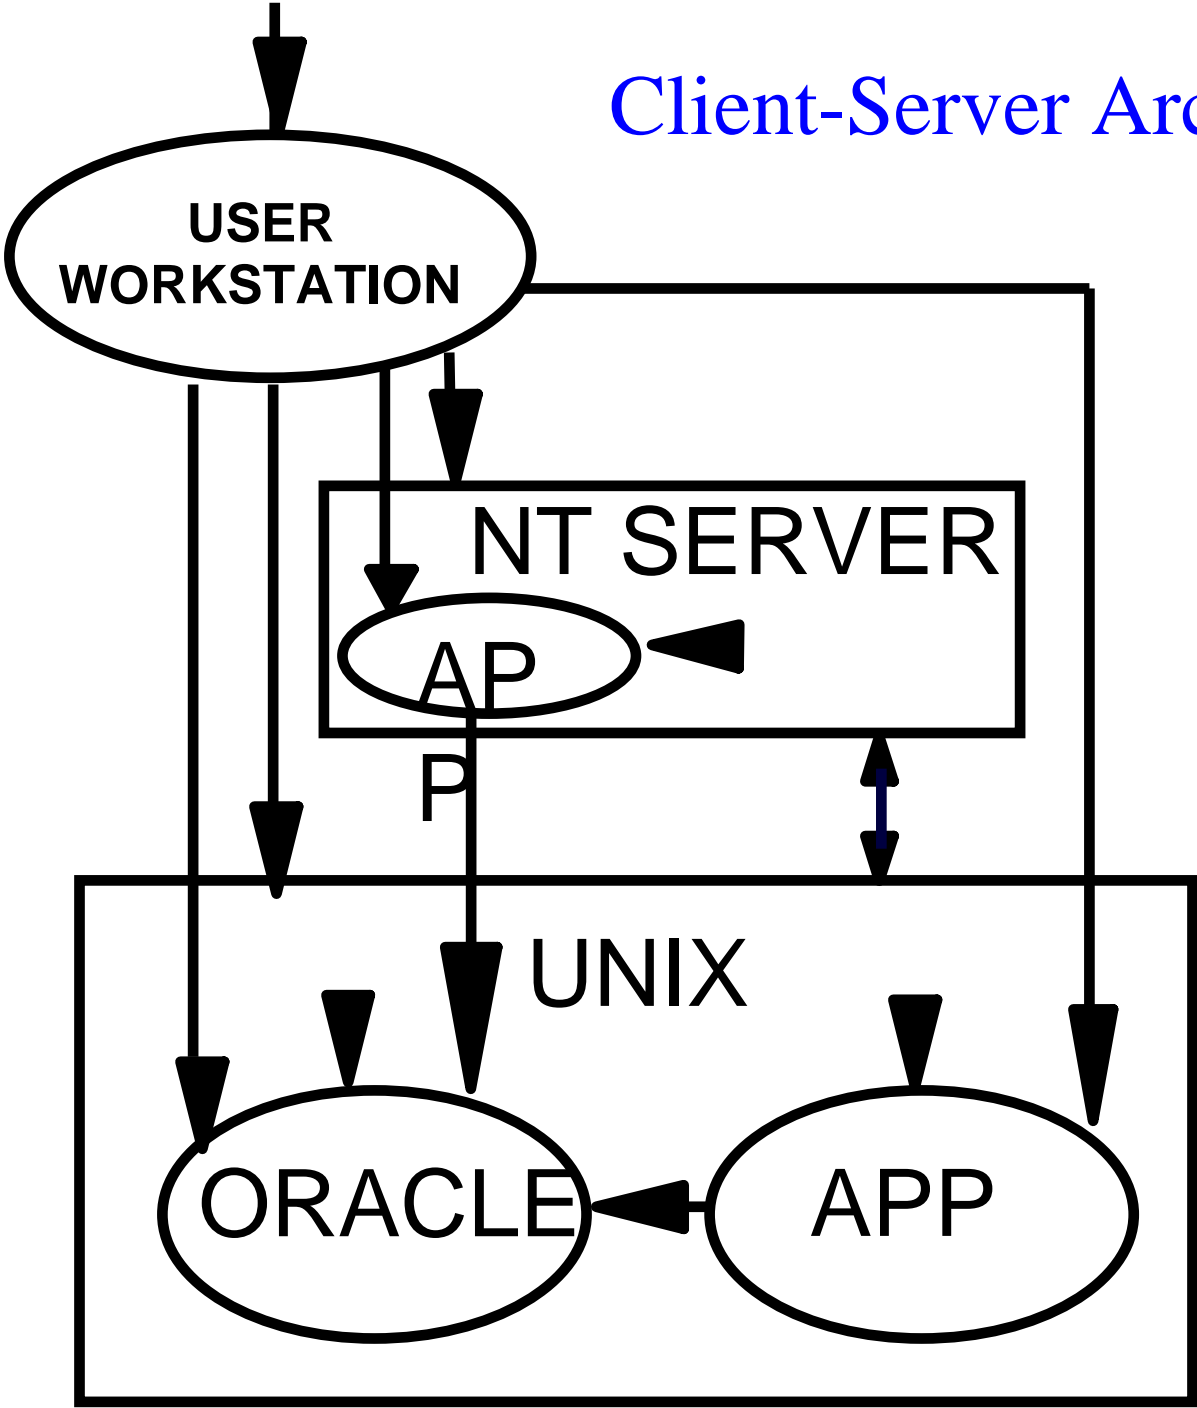 Client-Server Arc
USER
WORKSTATION
NT SERVER
AP
P
UNIX
ORACLE
APP